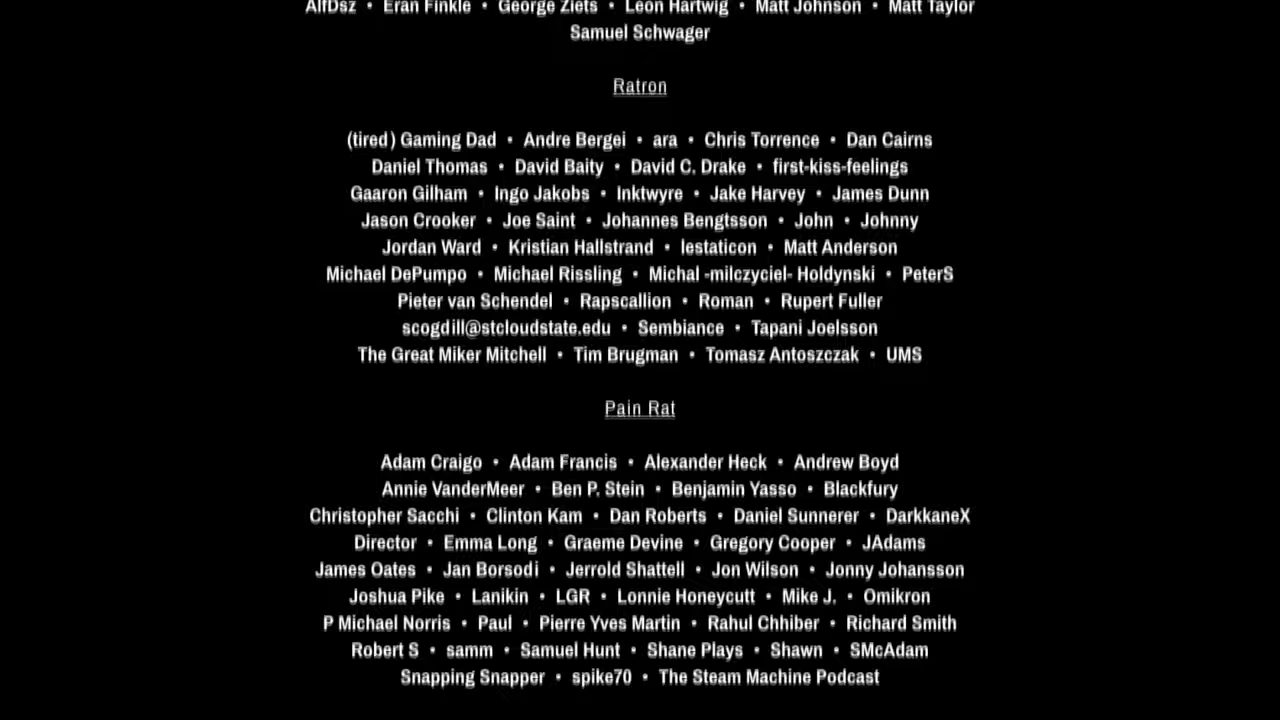 AlfDsz • Eran Finkle • George Ziets • Leon Hartwig • Matt Johnson • Matt Taylor
Samuel Schwager
Ratron
(tired) Gaming Dad • Andre Bergei • ara • Chris Torrence • Dan Cairns
Daniel Thomas • David Baity • David C. Drake • first-kiss-feelings
Gaaron Gilham • Ingo Jakobs • Inktwyre • Jake Harvey • James Dunn
Jason Crooker • Joe Saint • Johannes Bengtsson • John • Johnny
Jordan Ward • Kristian Hallstrand • lestaticon • Matt Anderson
Michael DePumpo • Michael Rissling • Michal -milczyciel- Holdynski • PeterS
Pieter van Schendel • Rapscallion • Roman • Rupert Fuller
scogdill@stcloudstate.edu • Sembiance • Tapani Joelsson
The Great Miker Mitchell • Tim Brugman • Tomasz Antoszczak • UMS
Pain Rat
Adam Craigo • Adam Francis • Alexander Heck • Andrew Boyd
Annie VanderMeer • Ben P. Stein • Benjamin Yasso • Blackfury
Christopher Sacchi • Clinton Kam • Dan Roberts • Daniel Sunnerer • DarkkaneX
Director • Emma Long • Graeme Devine • Gregory Cooper • JAdams
James Oates • Jan Borsodi • Jerrold Shattell • Jon Wilson • Jonny Johansson
Joshua Pike • Lanikin • LGR • Lonnie Honeycutt • Mike J. • Omikron
P Michael Norris • Paul • Pierre Yves Martin • Rahul Chhiber • Richard Smith
Robert S • samm • Samuel Hunt • Shane Plays • Shawn • SMcAdam
Snapping Snapper • spike70 • The Steam Machine Podcast